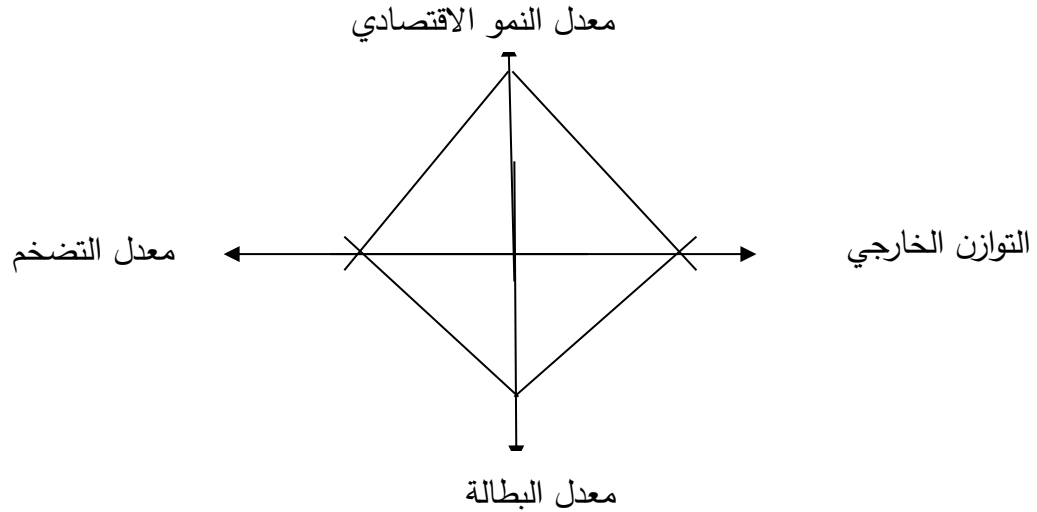 معدل النمو الاقتصادي
التوازن الخارجي
معدل التضخم
معدل البطالة